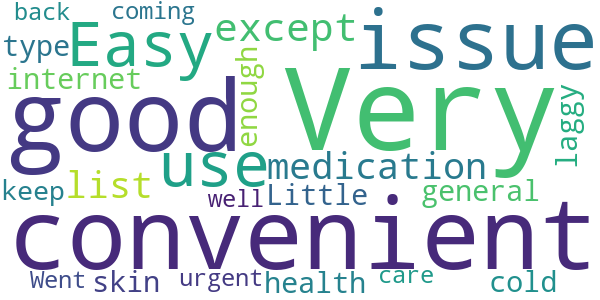 back coming
type Easy except issue
internet
good enough Very laggy
use medication
keep list well Little general
convenient
Went skin urgent health care cold